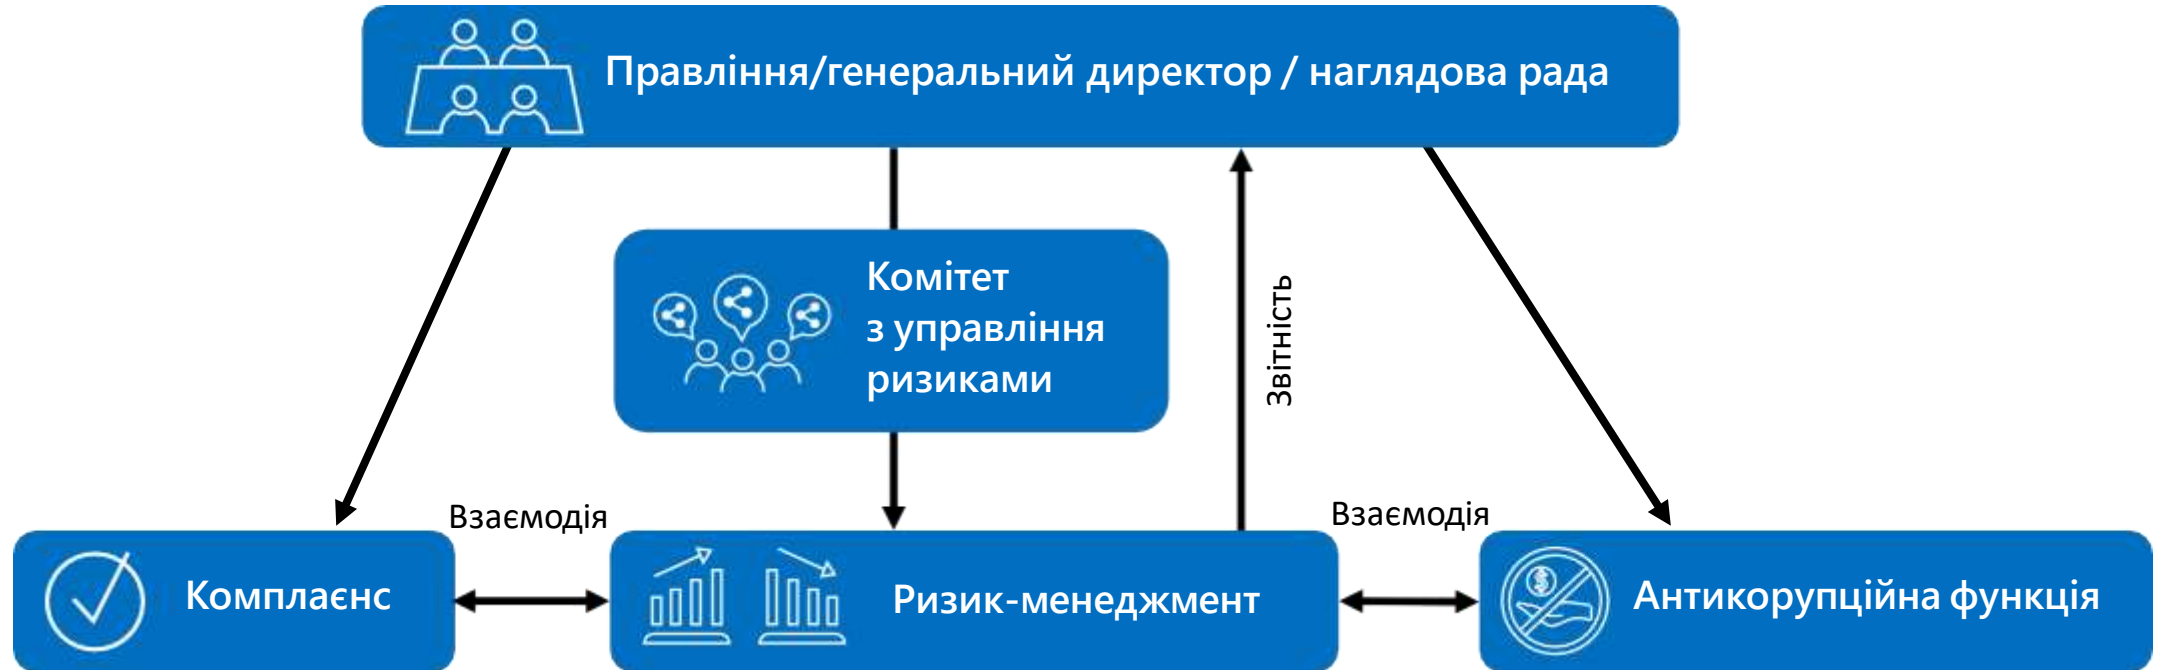 Правління/генеральний директор / наглядова рада
Комітет
з управління
ризиками
Звітність
Взаємодія
Взаємодія
Комплаєнс
Ризик-менеджмент
Антикорупційна функція